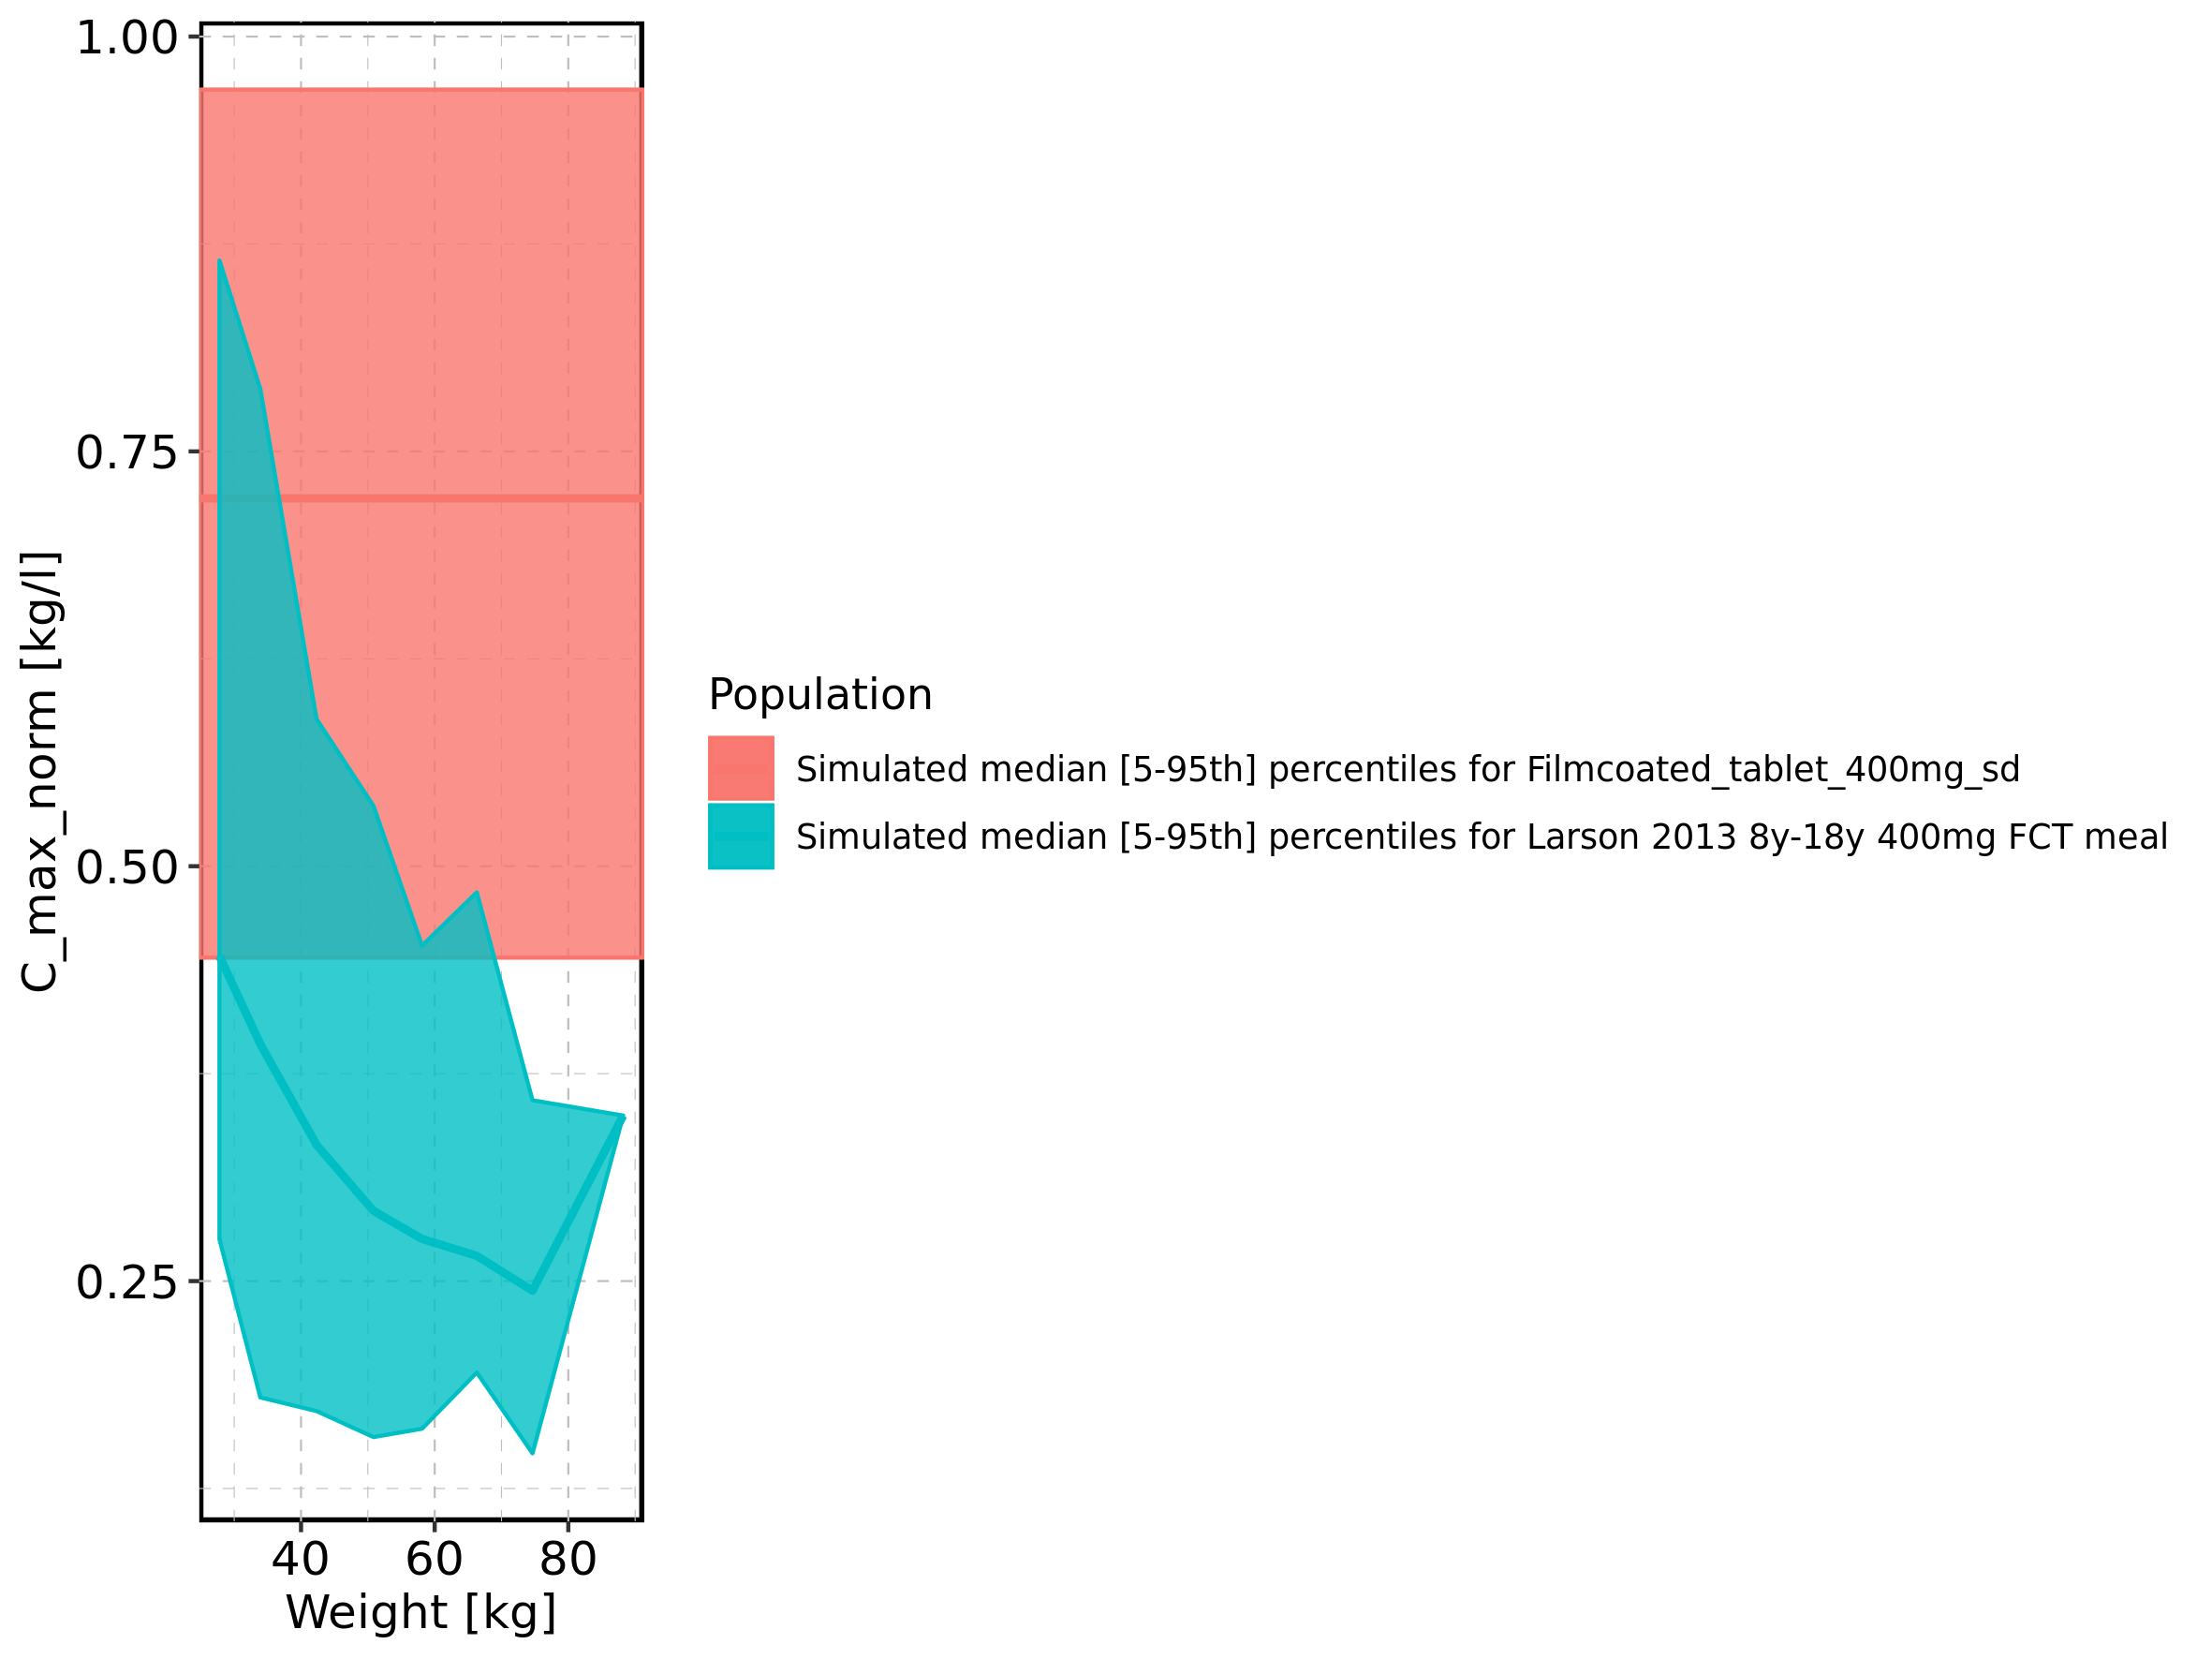 1.00
0.75
0.50
0.25
C_max_norm [kg/l]
40 60 80
Weight [kg]
Population
Simulated median [5-95th] percentiles for Filmcoated_tablet_400mg_sd
Simulated median [5-95th] percentiles for Larson 2013 8y-18y 400mg FCT meal